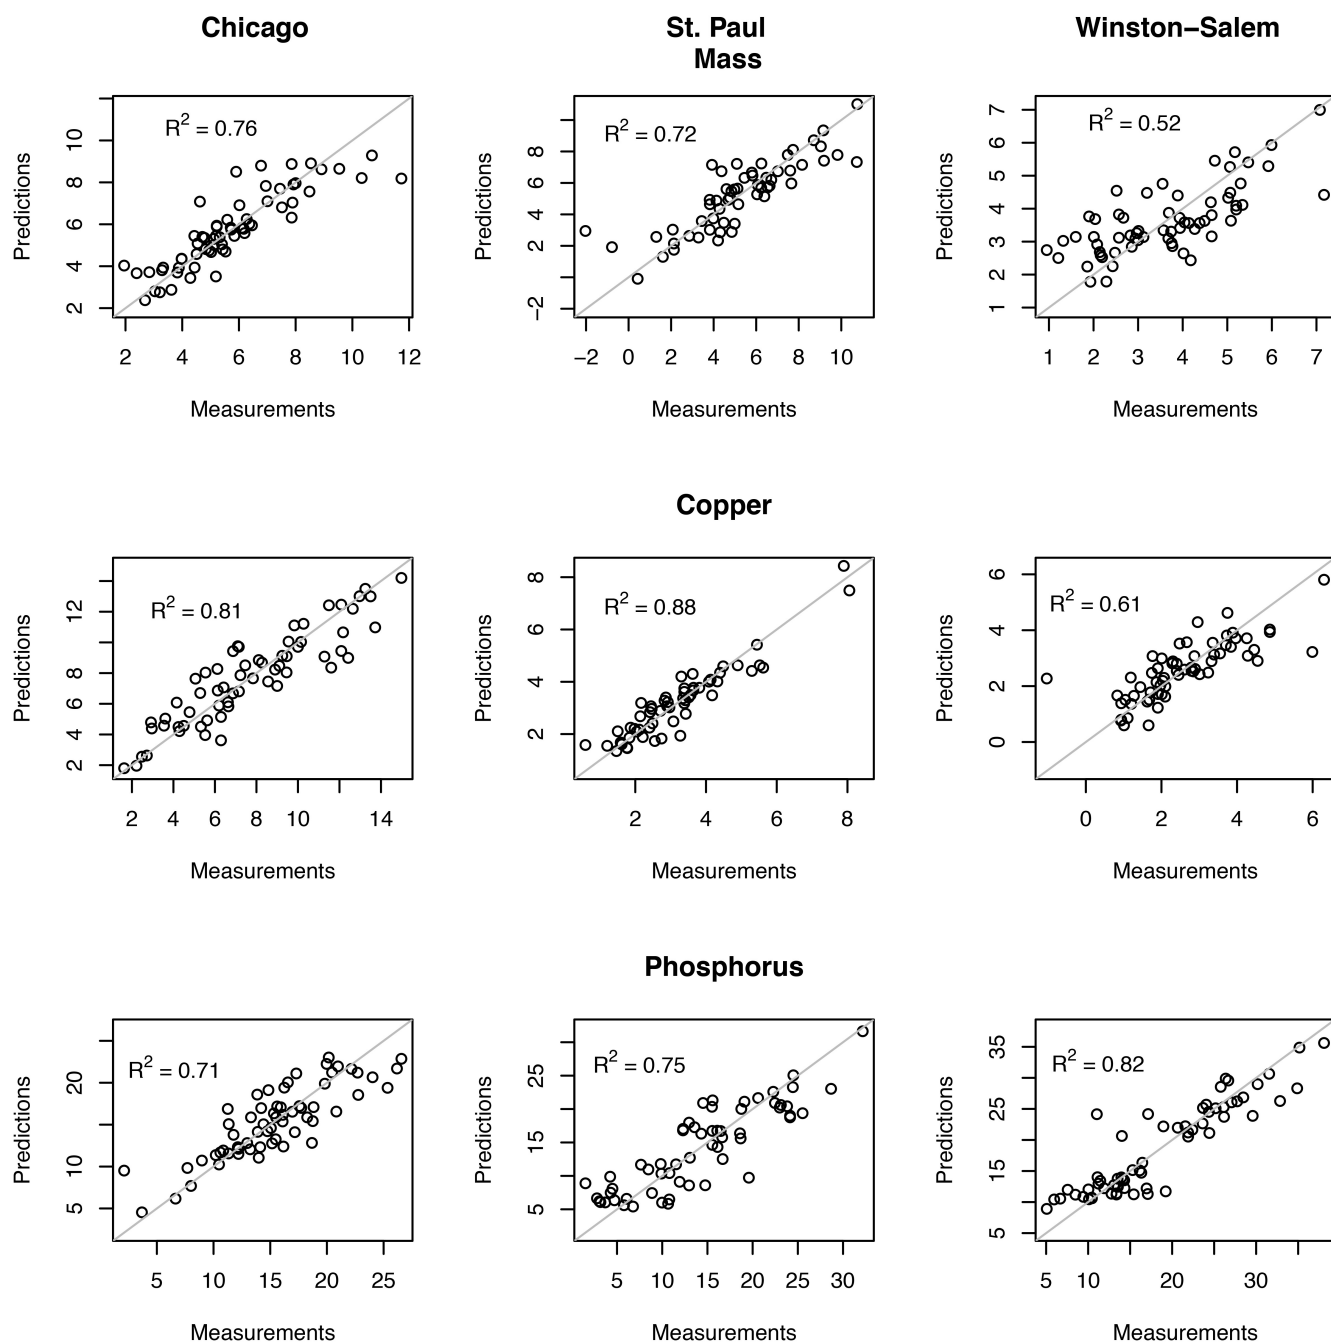 Chicago
St. Paul
Winston−Salem
Mass
R2 = 0.76
R2 = 0.72
R2 = 0.52
Predictions
2 4 6 8 10
Predictions
−2 2 4 6 8
Predictions
1 2 3 4 5 6 7
2 4 6 8 10 12
−2 0 2 4 6 8 10
1 2 3 4 5 6 7
Measurements
Measurements
Measurements
Copper
R2 = 0.81
R2 = 0.88
R2 = 0.61
Predictions
2 4 6 8 12
Predictions
2 4 6 8
Predictions
0 2 4 6
2 4 6 8 10 14
2 4 6 8
0 2 4 6
Measurements
Measurements
Measurements
Phosphorus
R2 = 0.71
R2 = 0.75
R2 = 0.82
Predictions
5 10 20
Predictions
5 15 25
Predictions
5 15 25 35
5 10 15 20 25
5 10 15 20 25 30
5 10 20 30
Measurements
Measurements
Measurements